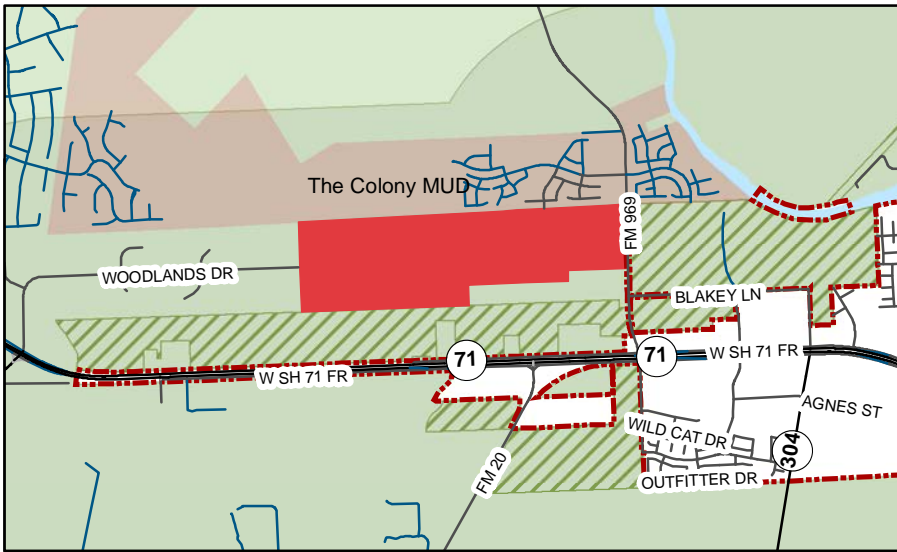 The Colony MUD
FM 969
WOODLANDS DR
BLAKEY LN
71
71
W SH 71 FR
W SH 71 FR
AGNES ST
WILD CAT DR
304
FM 20
OUTFITTER DR